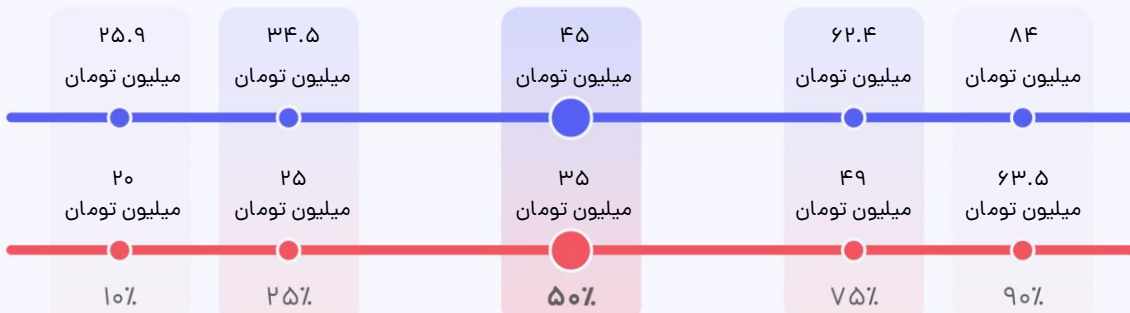 ۲۵.۹ ۳۴.۵ ۴۵ ۶۲.۴ ۸۴
میلیون تومان میلیون تومان میلیون تومان میلیون تومان میلیون تومان
۲۰ ۲۵ ۳۵ ۴۹ ۶۳.۵
میلیون تومان میلیون تومان میلیون تومان میلیون تومان میلیون تومان
۱۰٪ ۲۵٪ ۵۰٪ ۷۵٪ ۹۰٪